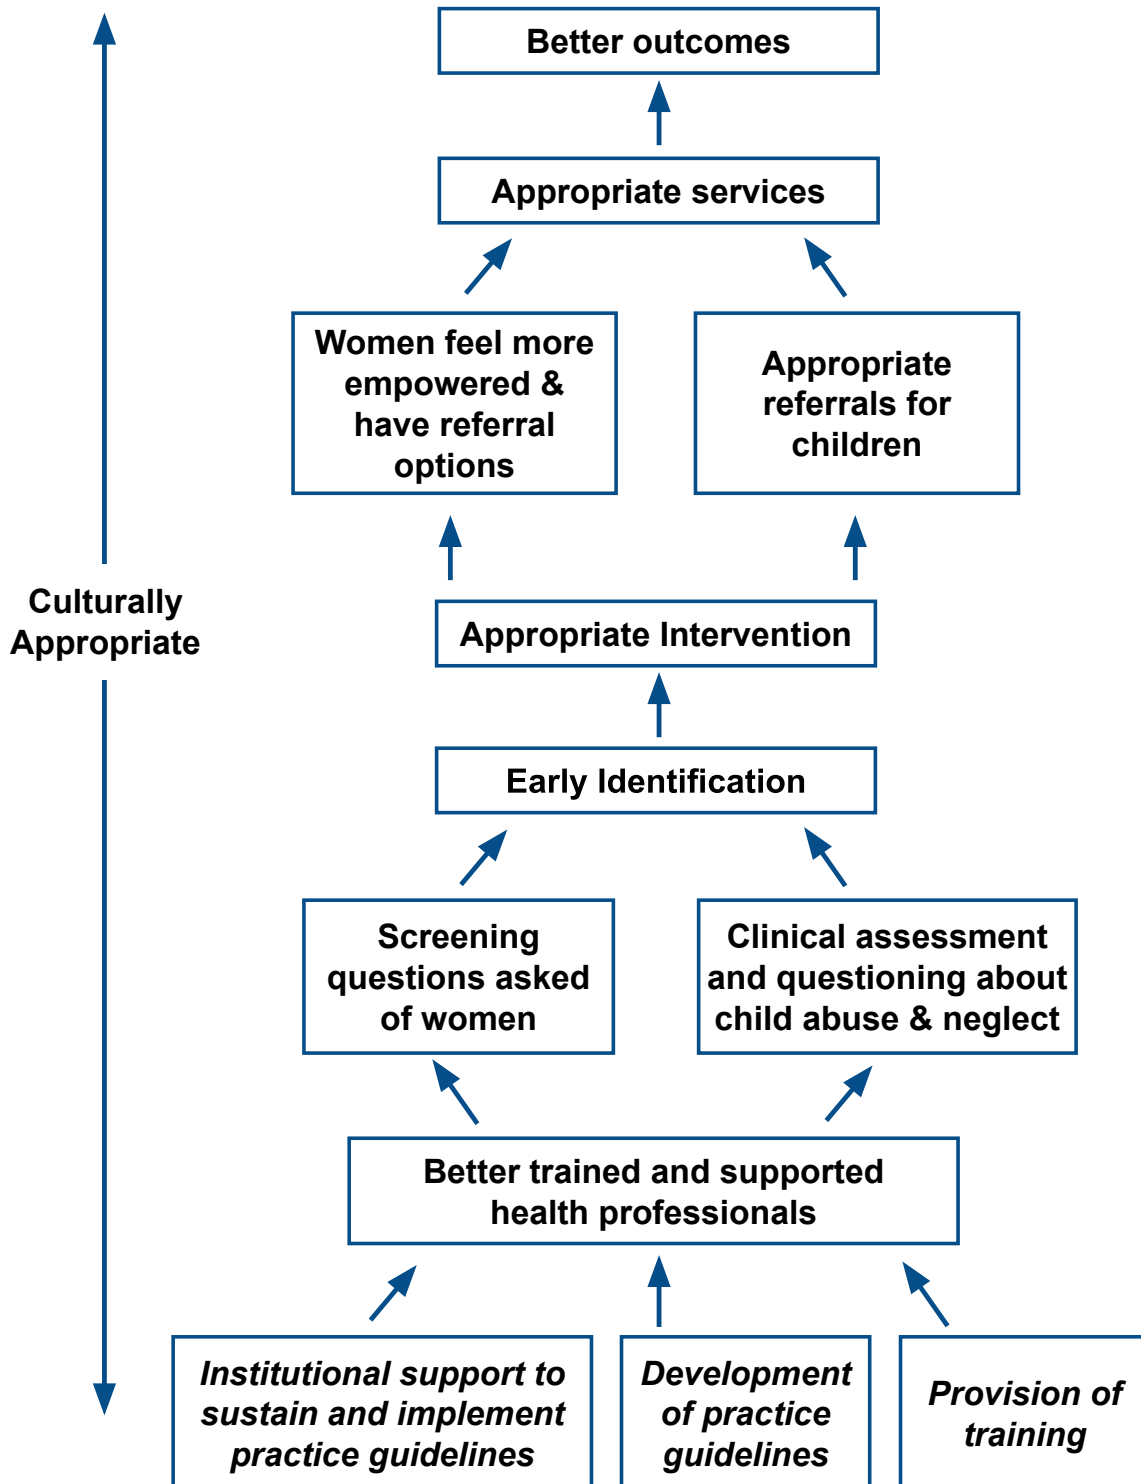 Better outcomes
Appropriate services
Women feel more
empowered &
have referral
options
Appropriate
referrals for
children
Culturally
Appropriate
Appropriate Intervention
Early Identification
Screening
questions asked
of women
Clinical assessment
and questioning about
child abuse & neglect
Better trained and supported
health professionals
Institutional support to
sustain and implement
practice guidelines
Development
of practice
guidelines
Provision of
training